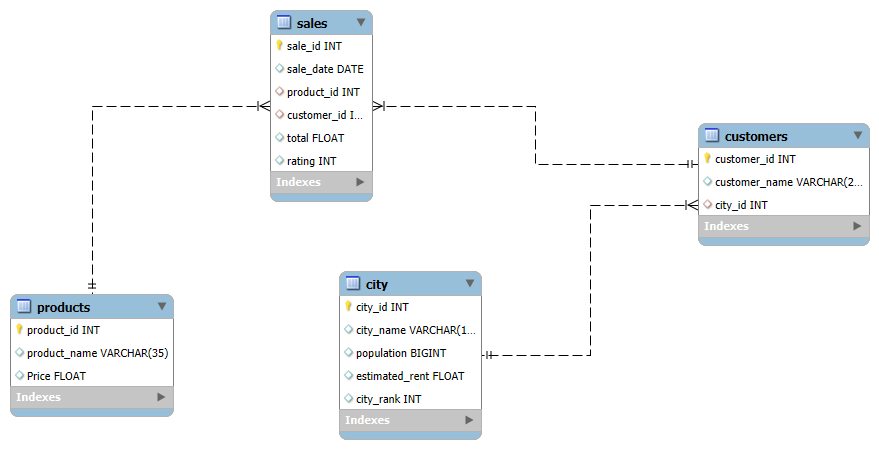 sales
sale_id INT
sale_date DATE
product_id INT
customer_id I...
total FLOAT
rating INT
Indexes
customers
customer_id INT
customer_name VARCHAR(2...
city_id INT
Indexes
city
city_id INT
city_name VARCHAR(1...
population BIGINT
estimated_rent FLOAT
city_rank INT
Indexes
products
product_id INT
product_name VARCHAR(35)
Price FLOAT
Indexes